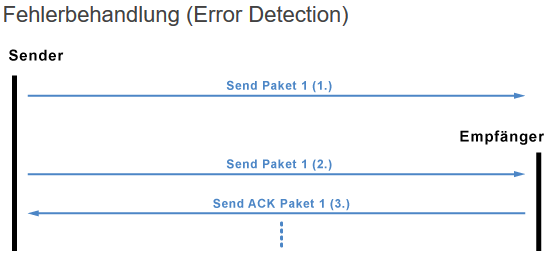 Fehlerbehandlung (Error Detection)
Sender
Send Paket 1 (1.)
Empfänger
Send Paket 1 (2.)
Send ACK Paket 1 (3.)